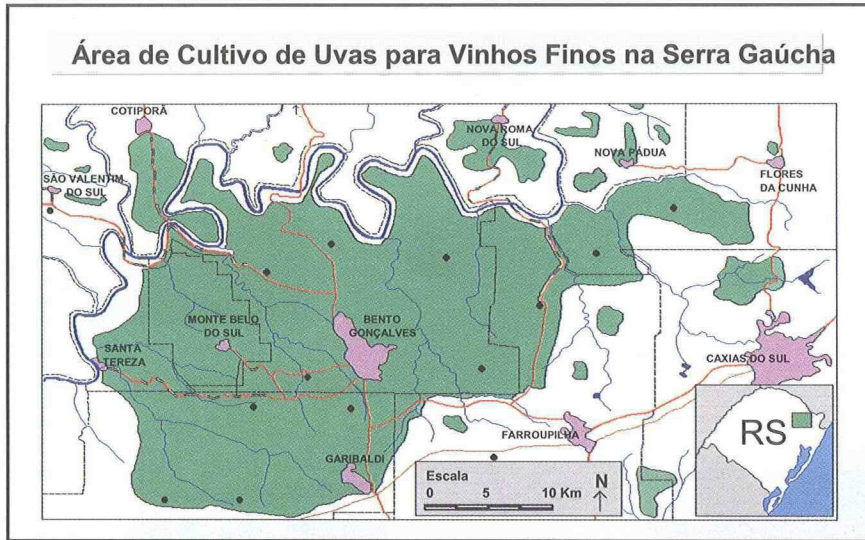 Área de Cultivo de Uvas para Vinhos Finos na Serra Gaúcha
COTIPORÃ
NOVA ROMA
DO SUL
NOVA PÁDUA
FLORES
DA CUNHA
SÃO VALENTIM
DO SUL
MONTE BELO
DO SUL
BENTO
GONÇALVES
SANTA
TEREZA
CAXIAS DO SUL
FARROUPILHA
GARIBALDI
Escala
0 5 10 Km
N
RS